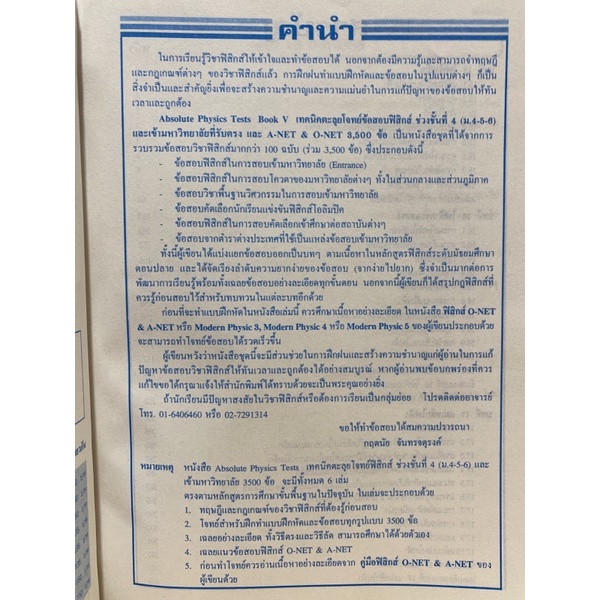 คำนำ
ในการเรียนรู้วิชาฟิสิกส์ให้เข้าใจและทำข้อสอบได้ นอกจากต้องมีความรู้และสามารถจำทฤษฎี
และกฎเกณฑ์ต่างๆ ของวิชาฟิสิกส์แล้ว การฝึกฝนทำแบบฝึกหัดและข้อสอบในรูปแบบต่างๆ ก็เป็น
สิ่งจำเป็นและสำคัญยิ่งที่จะสร้างความชำนาญและความแม่นยำในการแก้ปัญหาของข้อสอบให้ทัน
เวลาและถูกต้อง
Absolute Physics Tests Book V เทคนิคตะลุยโจทย์ข้อสอบฟิสิกส์ ช่วงชั้นที่ 4 (ม.4-5-6)
และเข้ามหาวิทยาลัยที่รับตรง และ A-NET & O-NET 3,500 ข้อ เป็นหนังสือชุดที่ได้จากการ
รวบรวมข้อสอบวิชาฟิสิกส์มากกว่า 100 ฉบับ (ร่วม 3,500 ข้อ) ซึ่งประกอบดังนี้
- ข้อสอบฟิสิกส์ในการสอบเข้ามหาวิทยาลัย (Entrance)
- ข้อสอบฟิสิกส์ในการสอบโควตาของมหาวิทยาลัยต่างๆ ทั้งในส่วนกลางและส่วนภูมิภาค
- ข้อสอบวิชาพื้นฐานวิศวกรรมในการสอบเข้ามหาวิทยาลัย
- ข้อสอบคัดเลือกนักเรียนแข่งขันฟิสิกส์โอลิมปิค
- ข้อสอบฟิสิกส์ในการสอบคัดเลือกเข้าศึกษาต่อสถาบันต่างๆ
- ข้อสอบจากตำราต่างประเทศที่ใช้เป็นแหล่งข้อสอบเข้ามหาวิทยาลัย
ทั้งนี้ผู้เขียนได้แบ่งแยกข้อสอบออกเป็นบทๆ ตามเนื้อหาในหลักสูตรฟิสิกส์ระดับมัธยมศึกษา
ตอนปลาย และได้จัดเรียงลำดับความยากง่ายของข้อสอบ (จากง่ายไปยาก) ซึ่งจำเป็นมากต่อการ
พัฒนาการเรียนรู้พร้อมทั้งเฉลยข้อสอบอย่างละเอียดทุกขั้นตอน นอกจากนี้ผู้เขียนก็ได้สรุปกฎฟิสิกส์ที่
ควรรู้ก่อนสอบไว้สำหรับทบทวนในแต่ละบทอีกด้วย
ก่อนที่จะทำแบบฝึกหัดในหนังสือเล่มนี้ ควรศึกษาเนื้อหาอย่างละเอียด ในหนังสือ ฟิสิกส์ O-NET
& A-NET หรือ Modern Physic 3, Modern Physic 4 หรือ Modern Physic 5 ของผู้เขียนประกอบด้วย
จะสามารถทำโจทย์ข้อสอบได้รวดเร็วขึ้น
ผู้เขียนหวังว่าหนังสือชุดนี้จะมีส่วนช่วยในการฝึกฝนและสร้างความชำนาญแก่ผู้อ่านในการแก้
ปัญหาข้อสอบวิชาฟิสิกส์ให้ทันเวลาและถูกต้องได้อย่างสมบูรณ์ หากผู้อ่านพบข้อบกพร่องที่ควร
แก้ไขขอได้กรุณาแจ้งให้สำนักพิมพ์ได้ทราบด้วยจะเป็นพระคุณอย่างยิ่ง
ถ้านักเรียนมีปัญหาสงสัยในวิชาฟิสิกส์หรือต้องการเรียนเป็นกลุ่มย่อย โปรดติดต่ออาจารย์
โทร. 01-6406460 หรือ 02-7291314
ขอให้ทำข้อสอบได้สมความปรารถนา
กฤตนัย จันทรจตุรงค์
หมายเหตุ หนังสือ Absolute Physics Tests เทคนิคตะลุยโจทย์ฟิสิกส์ ช่วงชั้นที่ 4 (ม.4-5-6) และ
เข้ามหาวิทยาลัย 3500 ข้อ จะมีทั้งหมด 6 เล่ม
ตรงตามหลักสูตรการศึกษาขั้นพื้นฐานในปัจจุบัน ในเล่มจะประกอบด้วย
1. ทฤษฎีและกฎเกณฑ์ของวิชาฟิสิกส์ที่ต้องรู้ก่อนสอบ
2. โจทย์สำหรับฝึกทำแบบฝึกหัดและข้อสอบทุกรูปแบบ 3500 ข้อ
3. เฉลยอย่างละเอียด ทั้งวิธีตรงและวิธีลัด สามารถศึกษาได้ด้วยตัวเอง
4. เฉลยแนวข้อสอบฟิสิกส์ O-NET & A-NET
5. ก่อนทำโจทย์ควรอ่านเนื้อหาอย่างละเอียดจาก คู่มือฟิสิกส์ O-NET & A-NET ของ
ผู้เขียนด้วย